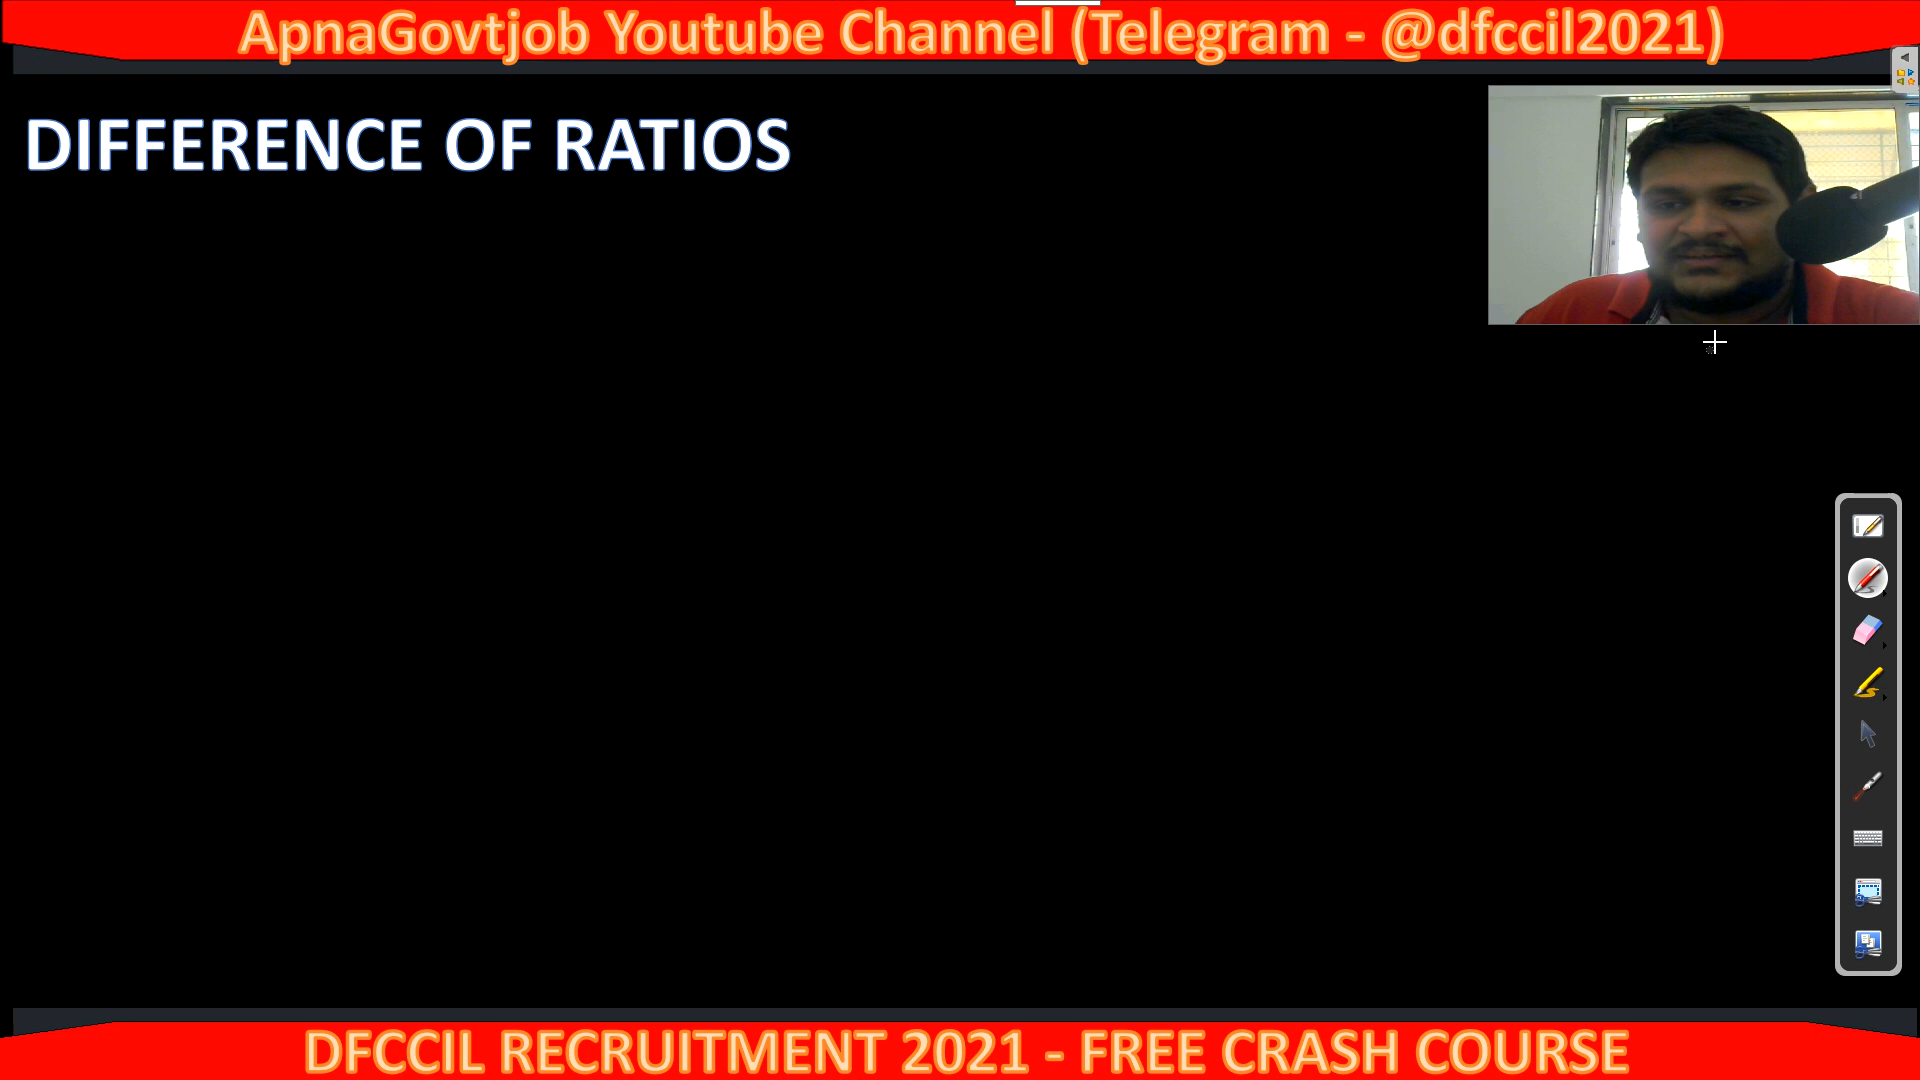 ApnaGovtjob Youtube Channel (Telegram - @dfccil2021)
DIFFERENCE OF RATIOS
DFCCIL RECRUITMENT 2021 - FREE CRASH COURSE